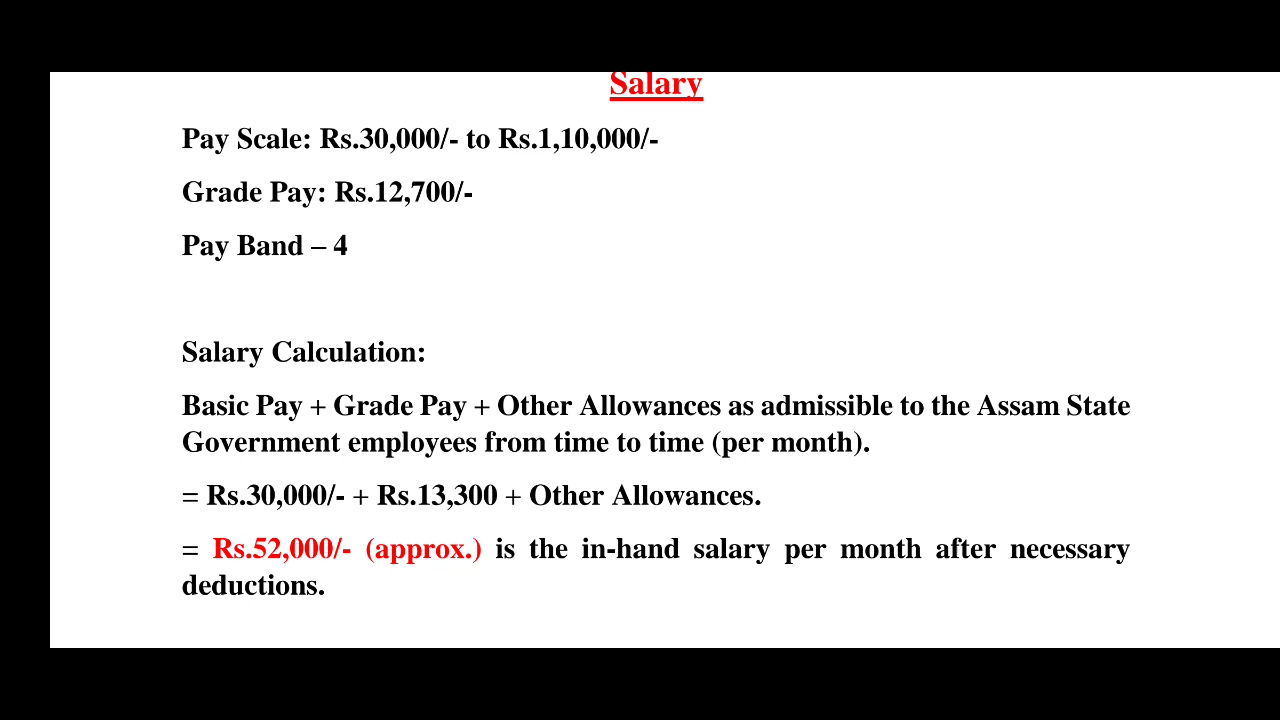 Salary
Pay Scale: Rs.30,000/- to Rs.1,10,000/-
Grade Pay: Rs.12,700/-
Pay Band – 4
Salary Calculation:
Basic Pay + Grade Pay + Other Allowances as admissible to the Assam State
Government employees from time to time (per month).
= Rs.30,000/- + Rs.13,300 + Other Allowances.
= Rs.52,000/- (approx.) is the in-hand salary per month after necessary
deductions.